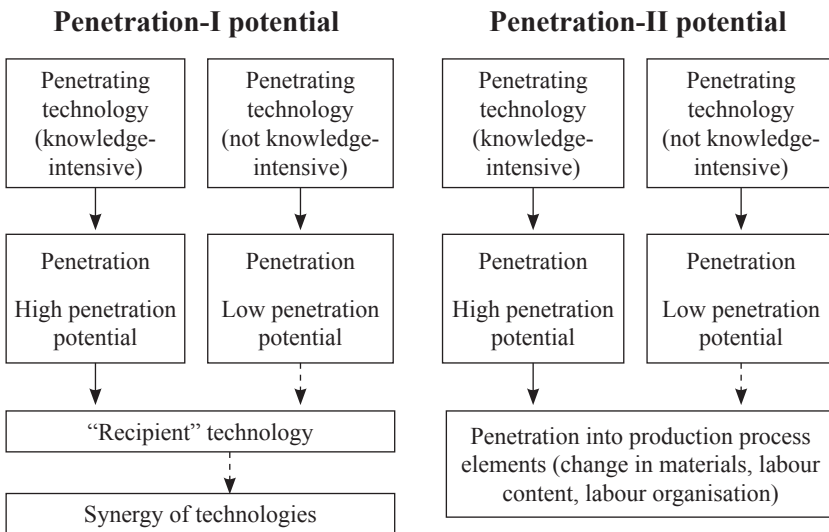 Penetration-I potential
Penetrating
technology
(knowledge-
intensive)
Penetrating
technology
(not knowledge-
intensive)
Penetration
High penetration
potential
Penetration
Low penetration
potential
“Recipient” technology
Synergy of technologies
Penetration-II potential
Penetrating
technology
(knowledge-
intensive)
Penetrating
technology
(not knowledge-
intensive)
Penetration
High penetration
potential
Penetration
Low penetration
potential
Penetration into production process
elements (change in materials, labour
content, labour organisation)